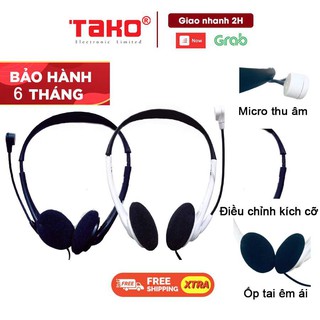 TAKO®
Electronic Limited
Giao nhanh 2H
Now
Grab
BẢO HÀNH
6 THÁNG
Micro thu âm
Điều chỉnh kích cỡ
Ốp tai êm ái
FREE
SHIPPING
XTRA